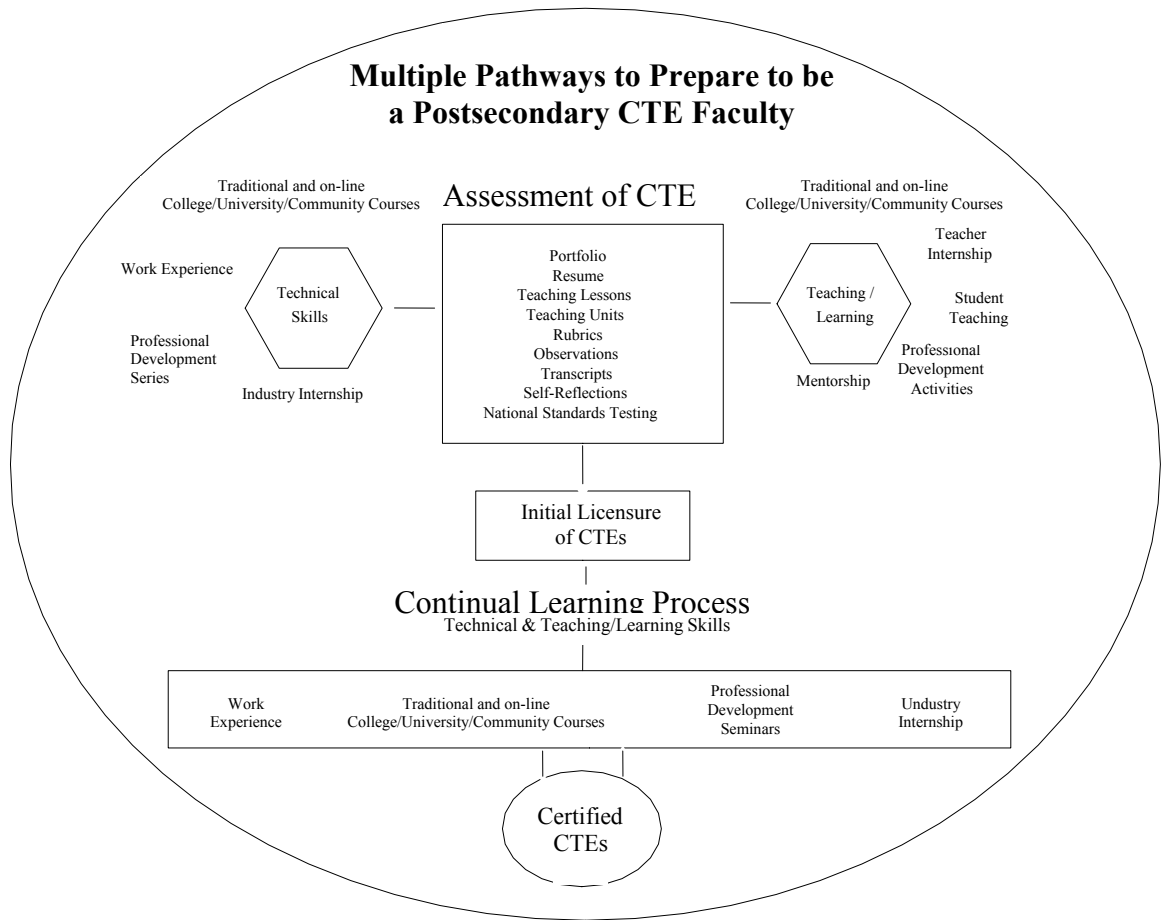 Multiple Pathways to Prepare to be
a Postsecondary CTE Faculty
Traditional and on-line
College/University/Community Courses
Assessment of CTE
Traditional and on-line
College/University/Community Courses
Work Experience
Technical
Skills
Professional
Development
Series
Industry Internship
Portfolio
Resume
Teaching Lessons
Teaching Units
Rubrics
Observations
Transcripts
Self-Reflections
National Standards Testing
Teaching /
Learning
Teacher
Internship
Student
Teaching
Professional
Development
Activities
Mentorship
Initial Licensure
of CTEs
Continual Learning Process
Technical & Teaching/Learning Skills
Work
Experience
Traditional and on-line
College/University/Community Courses
Professional
Development
Seminars
Undustry
Internship
Certified
CTEs